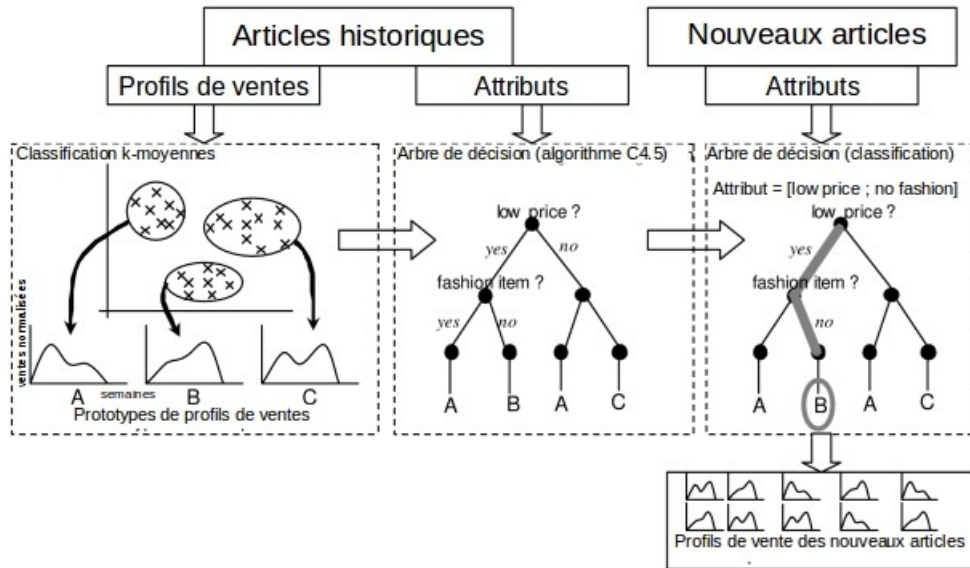 Articles historiques
Nouveaux articles
Profils de ventes
Attributs
Attributs
Classification k-moyennes
ventes normalisées
A
semaines
B
C
Prototypes de profils de ventes
Arbre de décision (algorithme C4.5)
low price ?
yes
no
fashion item ?
yes
no
A
B
A
C
Arbre de décision (classification)
Attribut = [low price ; no fashion]
low price ?
yes
fashion item ?
no
A
B
A
C
Profils de vente des nouveaux articles